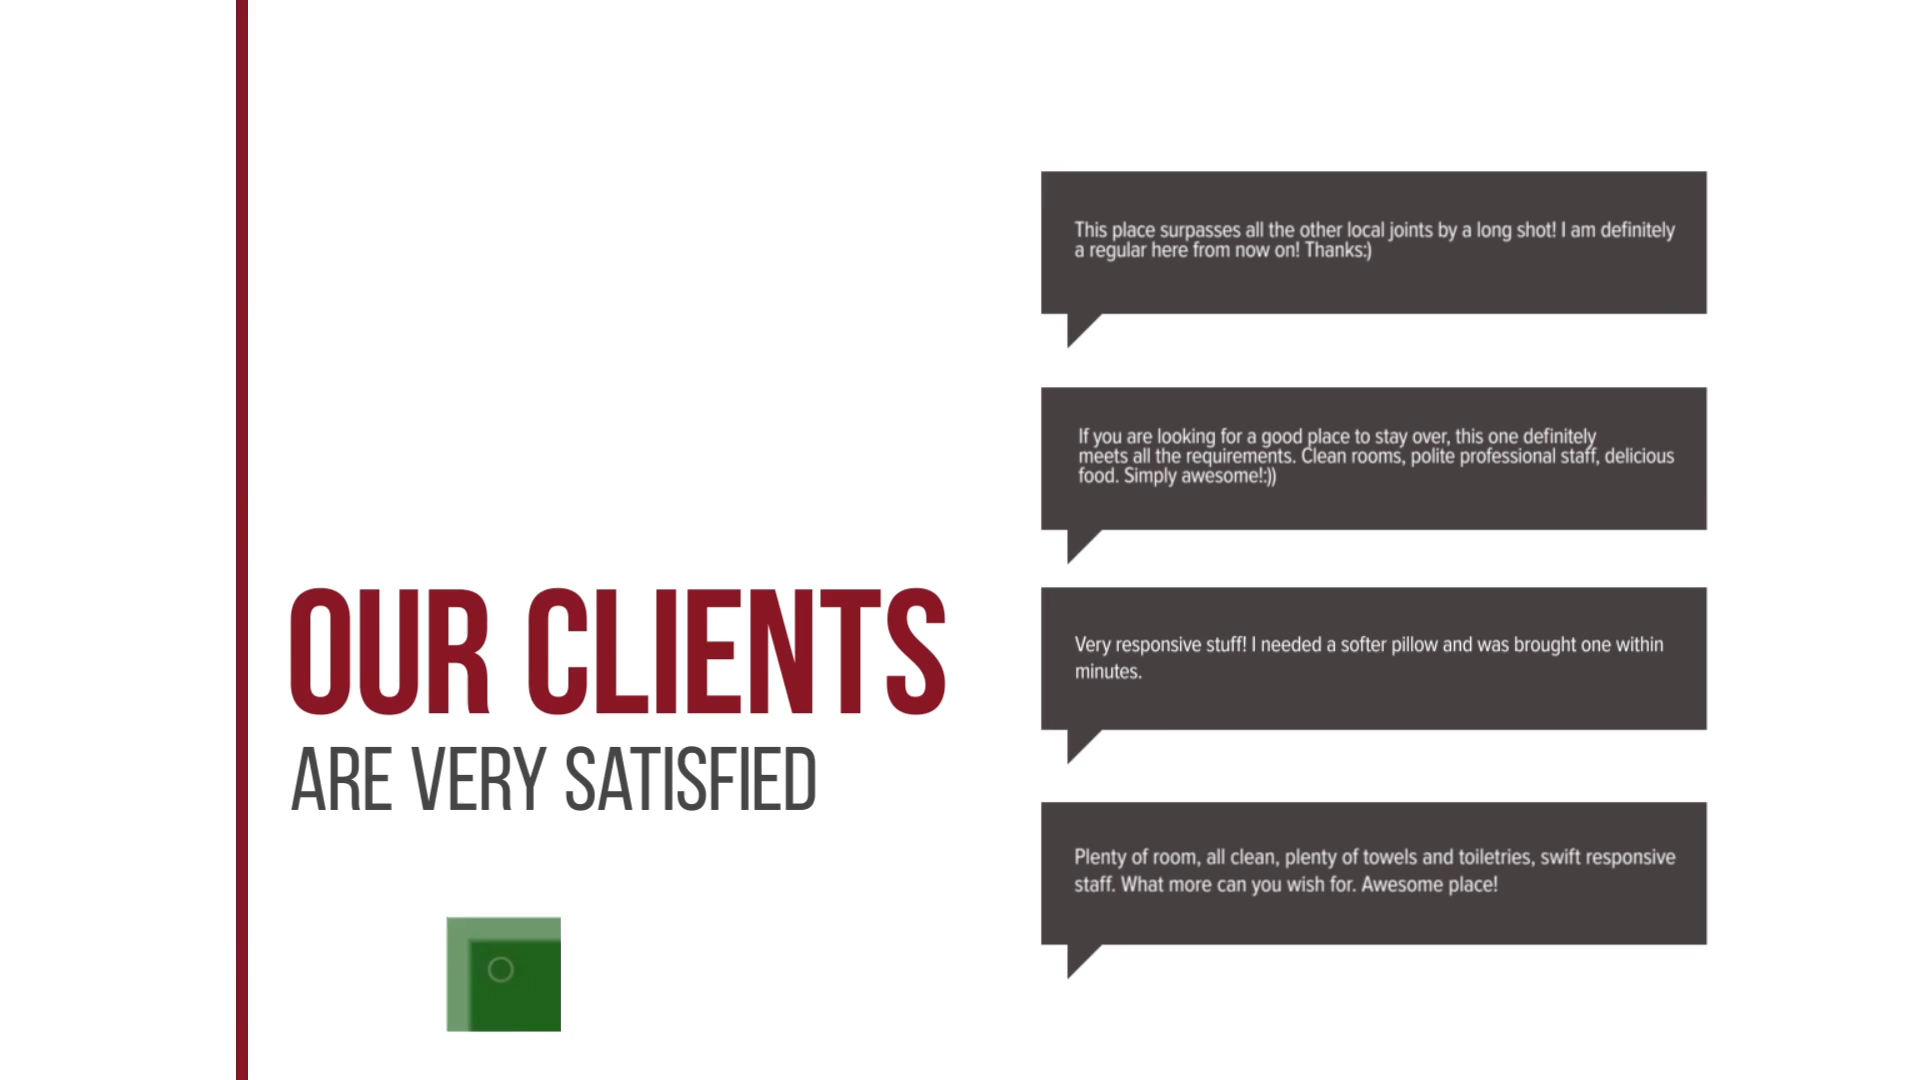 OUR CLIENTS
ARE VERY SATISFIED
This place surpasses all the other local joints by a long shot! I am definitely
a regular here from now on! Thanks:)
If you are looking for a good place to stay over, this one definitely
meets all the requirements. Clean rooms, polite professional staff, delicious
food. Simply awesome!:))
Very responsive stuff! I needed a softer pillow and was brought one within
minutes.
Plenty of room, all clean, plenty of towels and toiletries, swift responsive
staff. What more can you wish for. Awesome place!